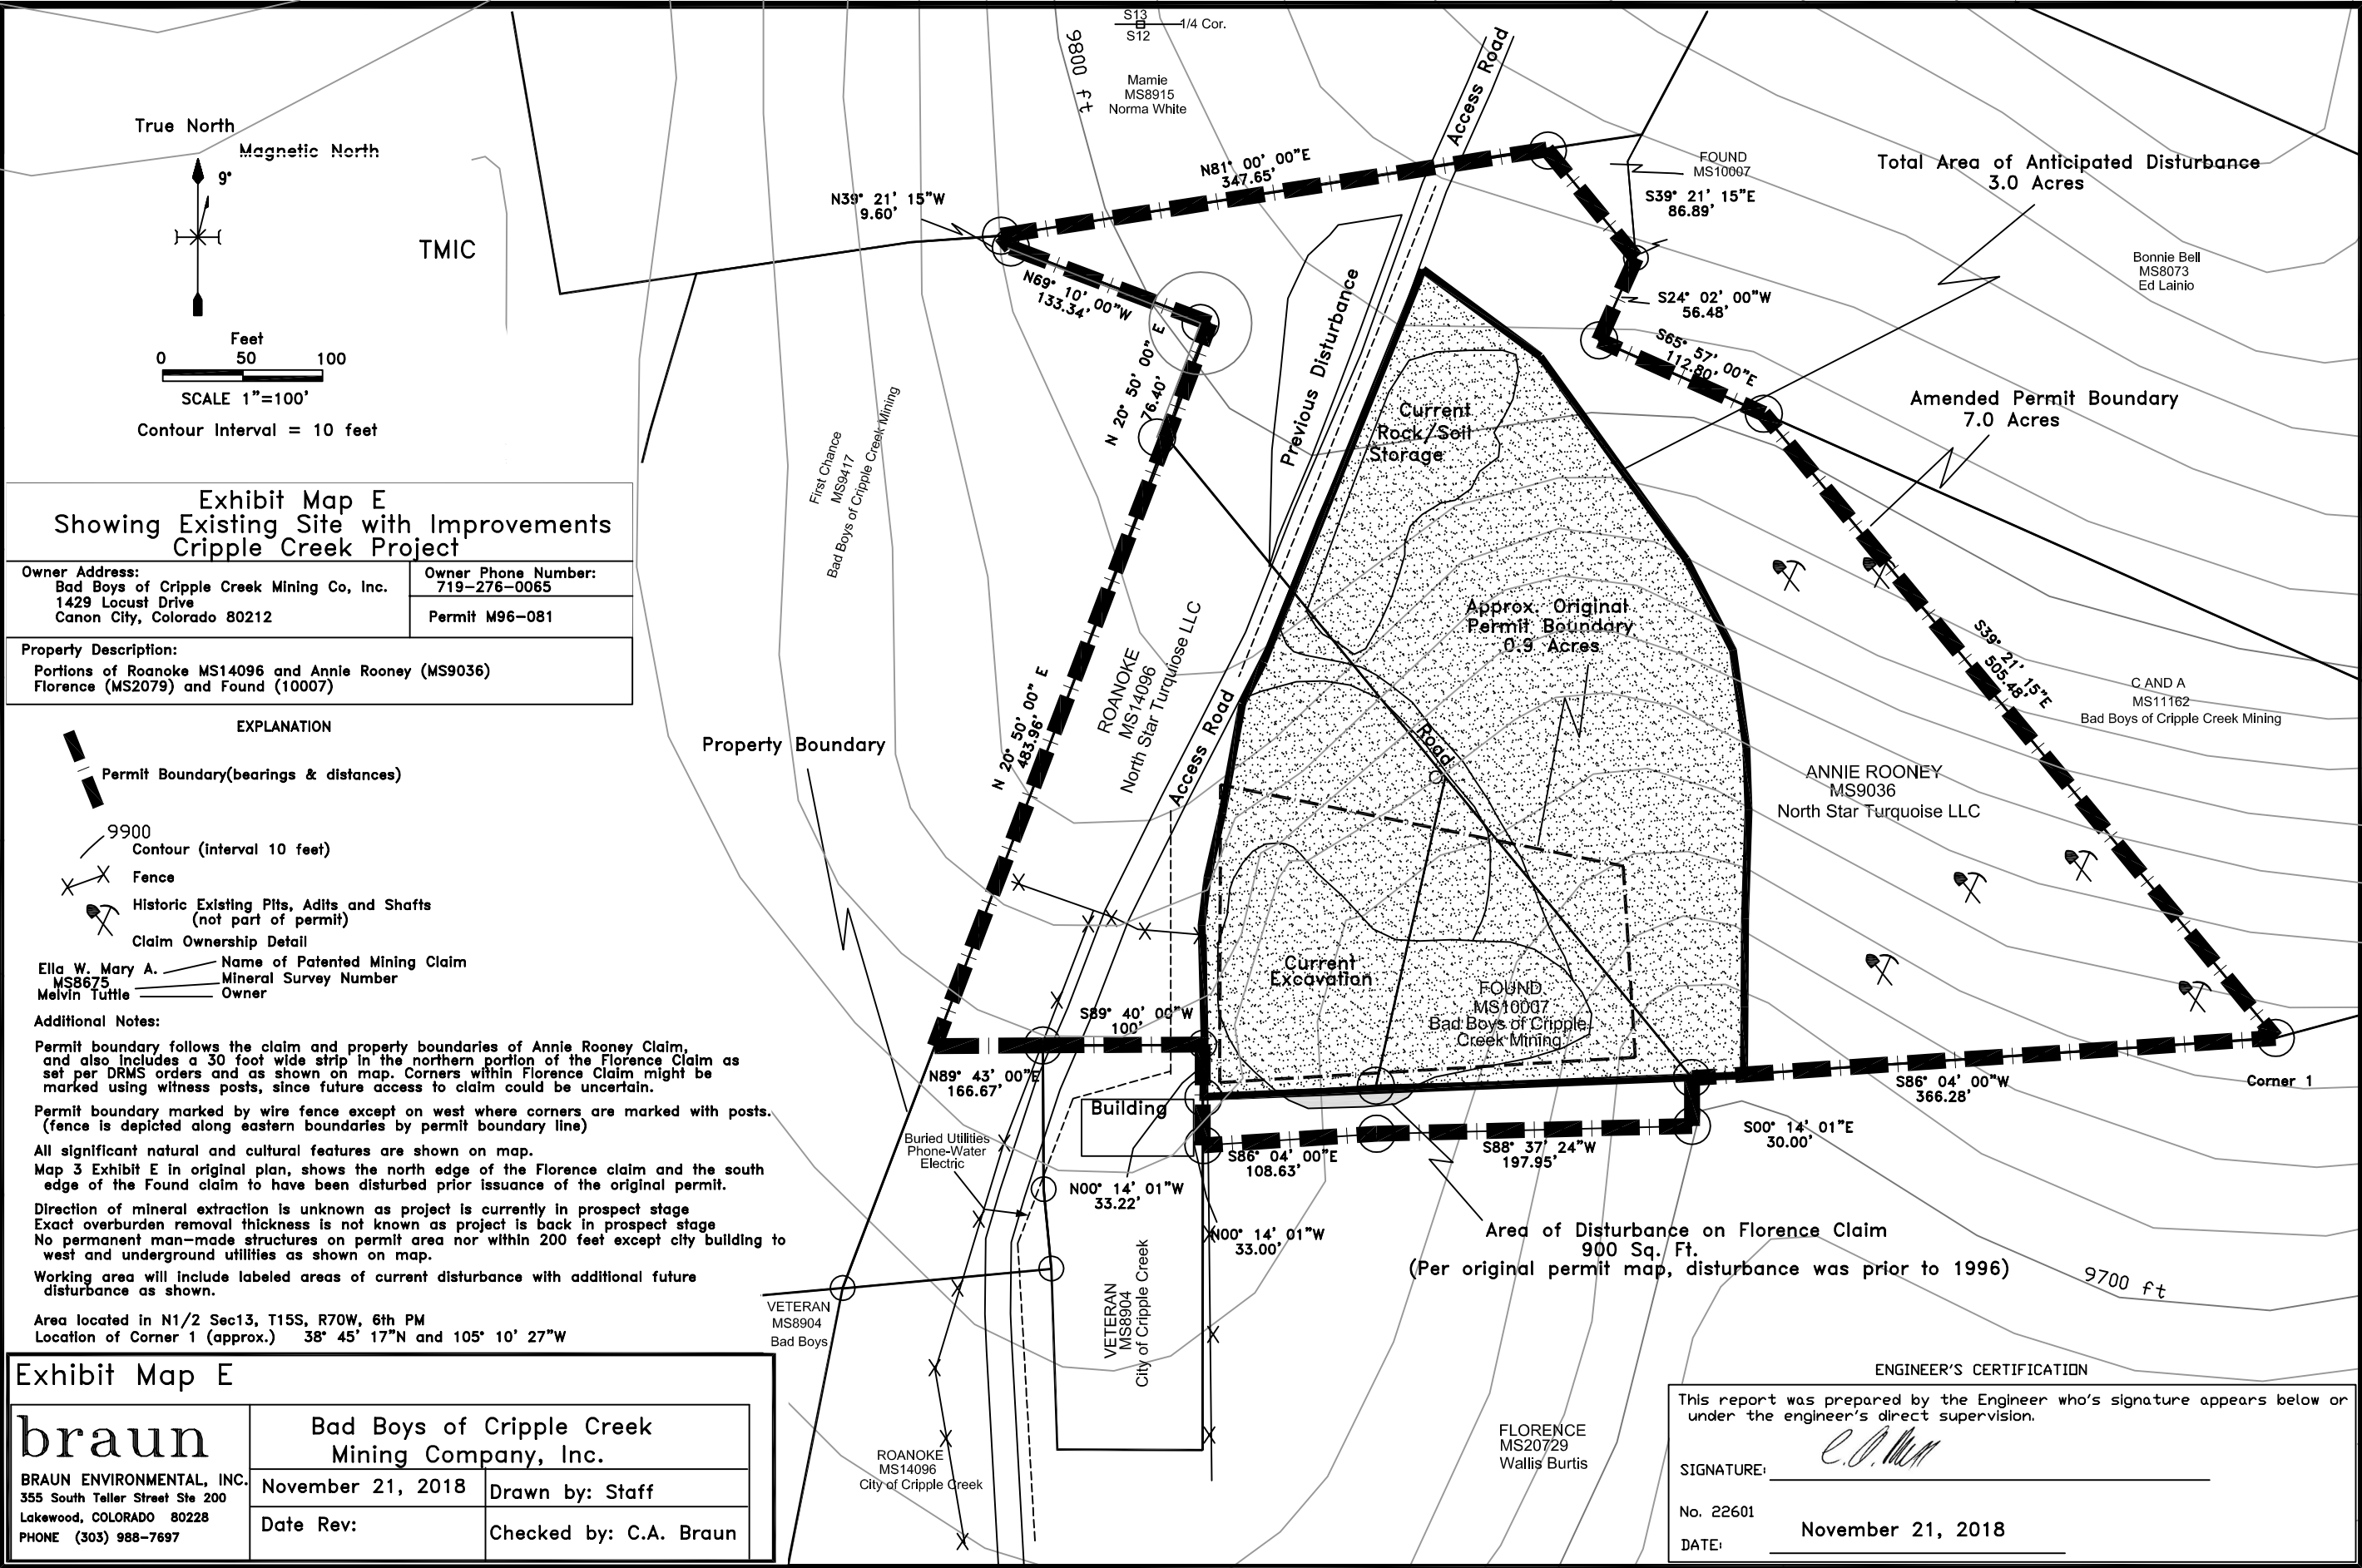 S13
1/4 Cor.
S12
9800 ft
Mamie
MS8915
Norma White
Access Road
True North
Magnetic North
9°
TMIC
Feet
0 50 100
SCALE 1"=100'
Contour Interval = 10 feet
N39° 21' 15"W
9.60'
N81° 00' 00"E
347.65'
FOUND
MS10007
S39° 21' 15"E
86.89'
Total Area of Anticipated Disturbance
3.0 Acres
Bonnie Bell
MS8073
Ed Lainio
N69° 10' 00"W
133.34'
S24° 02' 00"W
56.48'
S65° 57' 00"E
112.80'
N 20° 50' 00" E
76.40'
Previous Disturbance
Current
Rock/Soil
Storage
Amended Permit Boundary
7.0 Acres
First Chance
MS9417
Bad Boys of Cripple Creek Mining
Exhibit Map E
Showing Existing Site with Improvements
Cripple Creek Project
Owner Address:
Bad Boys of Cripple Creek Mining Co, Inc.
1429 Locust Drive
Canon City, Colorado 80212
Owner Phone Number:
719-276-0065
Permit M96-081
Property Description:
Portions of Roanoke MS14096 and Annie Rooney (MS9036)
Florence (MS2079) and Found (10007)
Approx. Original
Permit Boundary
0.9 Acres
S39° 21' 15"E
505.48'
C AND A
MS11162
Bad Boys of Cripple Creek Mining
ROANOKE
MS14096
North Star Turquiose LLC
N 20° 50' 00" E
483.96'
Access Road
Road
Property Boundary
ANNIE ROONEY
MS9036
North Star Turquoise LLC
EXPLANATION
Permit Boundary(bearings & distances)
9900
Contour (interval 10 feet)
Fence
Historic Existing Pits, Adits and Shafts
(not part of permit)
Claim Ownership Detail
Ella W. Mary A.
Name of Patented Mining Claim
MS8675
Mineral Survey Number
Melvin Tuttle
Owner
Additional Notes:
Permit boundary follows the claim and property boundaries of Annie Rooney Claim,
and also includes a 30 foot wide strip in the northern portion of the Florence Claim as
set per DRMS orders and as shown on map. Corners within Florence Claim might be
marked using witness posts, since future access to claim could be uncertain.
Permit boundary marked by wire fence except on west where corners are marked with posts.
(fence is depicted along eastern boundaries by permit boundary line)
All significant natural and cultural features are shown on map.
Map 3 Exhibit E in original plan, shows the north edge of the Florence claim and the south
edge of the Found claim to have been disturbed prior issuance of the original permit.
Direction of mineral extraction is unknown as project is currently in prospect stage
Exact overburden removal thickness is not known as project is back in prospect stage
No permanent man-made structures on permit area nor within 200 feet except city building to
west and underground utilities as shown on map.
Working area will include labeled areas of current disturbance with additional future
disturbance as shown.
Area located in N1/2 Sec13, T15S, R70W, 6th PM
Location of Corner 1 (approx.) 38° 45' 17"N and 105° 10' 27"W
Current
Excavation
FOUND
MS10007
Bad Boys of Cripple
Creek Mining
S89° 40' 00"W
100'
N89° 43' 00"E
166.67'
Building
Buried Utilities
Phone-Water
Electric
N00° 14' 01"W
33.22'
N00° 14' 01"W
33.00'
S86° 04' 00"E
108.63'
S88° 37' 24"W
197.95'
S00° 14' 01"E
30.00'
S86° 04' 00"W
366.28'
Corner 1
Area of Disturbance on Florence Claim
900 Sq. Ft.
(Per original permit map, disturbance was prior to 1996)
9700 ft
VETERAN
MS8904
Bad Boys
VETERAN
MS8904
City of Cripple Creek
ROANOKE
MS14096
City of Cripple Creek
FLORENCE
MS20729
Wallis Burtis
Exhibit Map E
braun
BRAUN ENVIRONMENTAL, INC.
355 South Teller Street Ste 200
Lakewood, COLORADO 80228
PHONE (303) 988-7697
Bad Boys of Cripple Creek
Mining Company, Inc.
November 21, 2018
Drawn by: Staff
Date Rev:
Checked by: C.A. Braun
ENGINEER'S CERTIFICATION
This report was prepared by the Engineer who's signature appears below or
under the engineer's direct supervision.
SIGNATURE:
No. 22601
DATE:
November 21, 2018